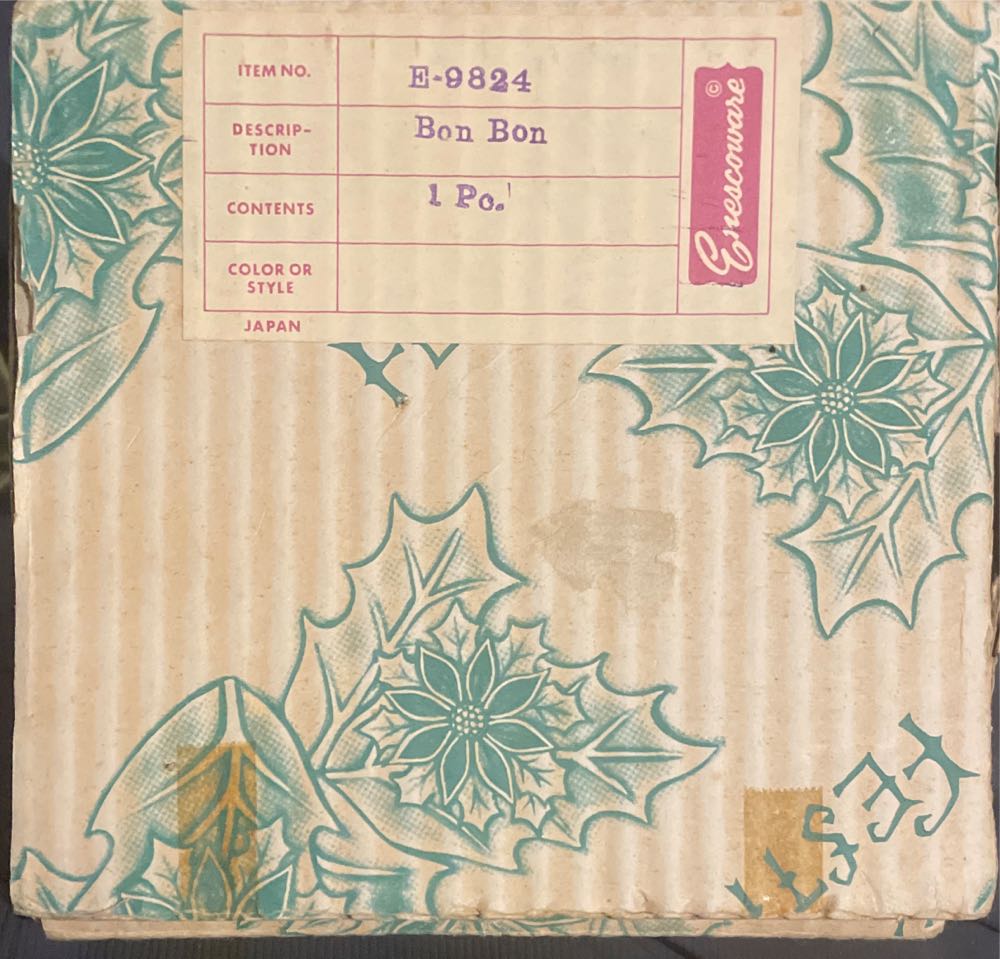 ITEM NO. E-9824
DESCRIP-
TION Bon Bon
CONTENTS 1 Pc.
COLOR OR
STYLE
JAPAN
Enescoware ©